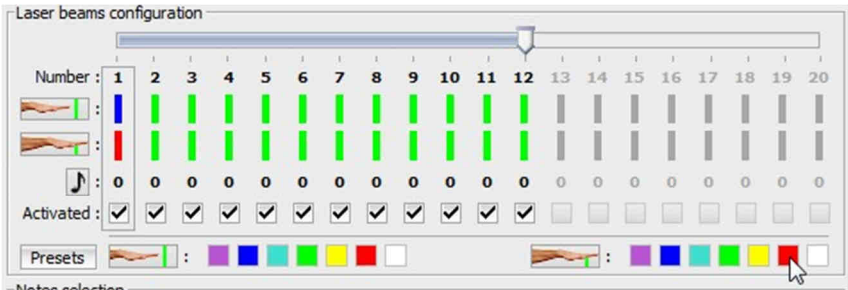 Laser beams configuration
Number : 1 2 3 4 5 6 7 8 9 10 11 12 13 14 15 16 17 18 19 20
:
:
: 0 0 0 0 0 0 0 0 0 0 0 0 0 0 0 0 0 0 0 0
Activated :
Presets : :
Notes selection